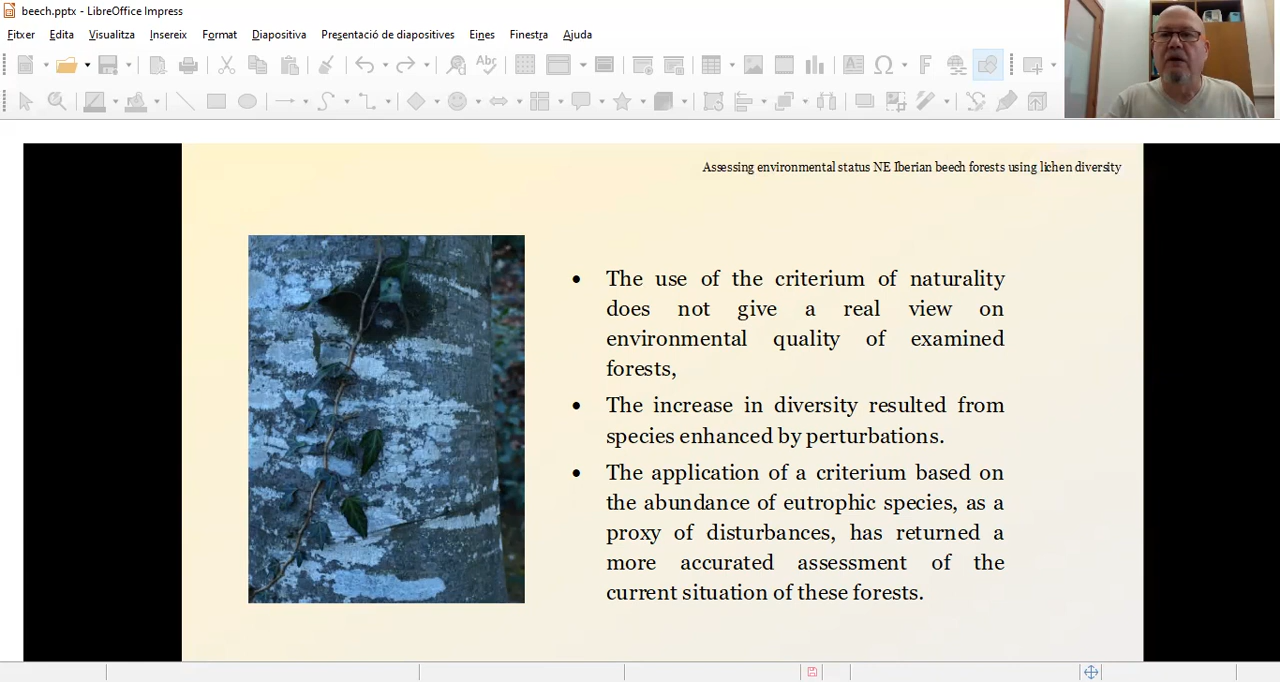 beech.pptx - LibreOffice Impress
Fitxer Edita Visualitza Insereix Format Diapositiva Presentació de diapositives Eines Finestra Ajuda
Abc
Assessing environmental status NE Iberian beech forests using lichen diversity
• The use of the criterium of naturality
does not give a real view on
environmental quality of examined
forests,
• The increase in diversity resulted from
species enhanced by perturbations.
• The application of a criterium based on
the abundance of eutrophic species, as a
proxy of disturbances, has returned a
more accurated assessment of the
current situation of these forests.